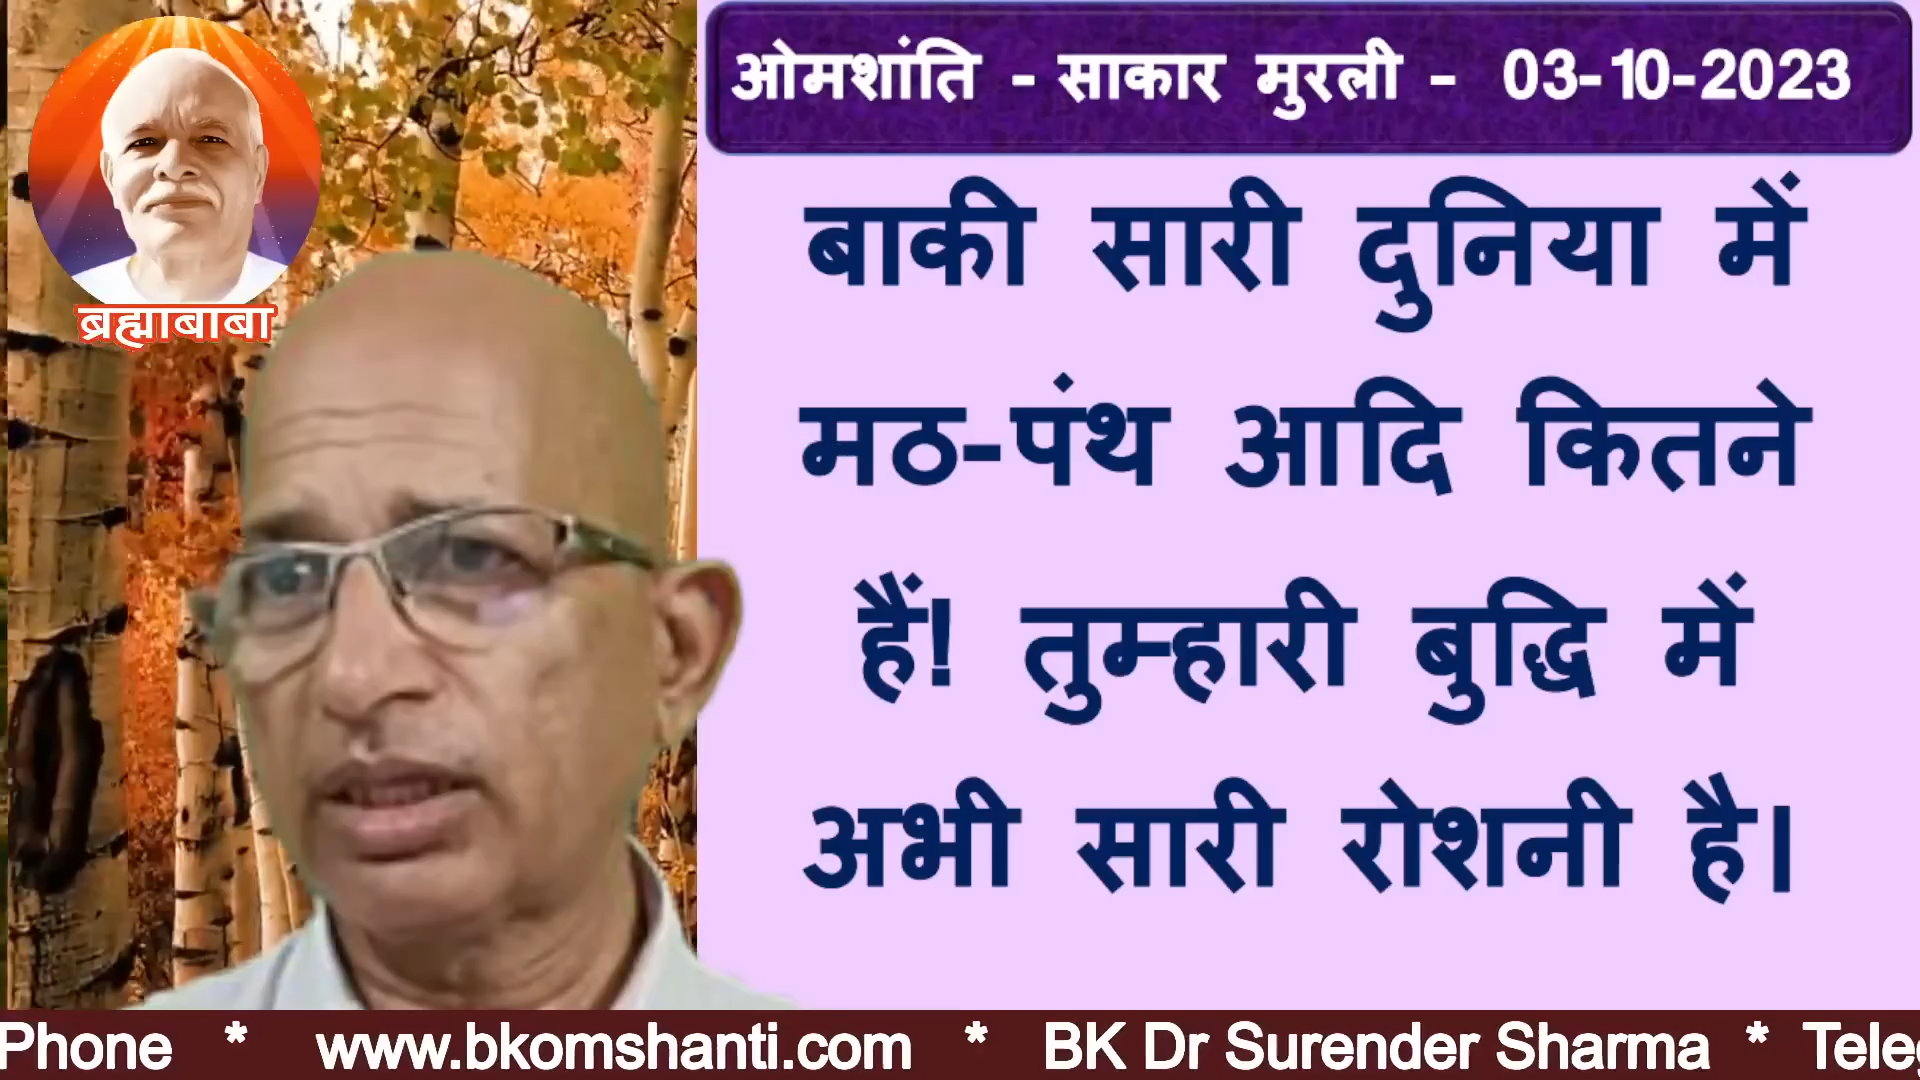 ओमशांति - साकार मुरली - 03-10-2023
ब्रह्माबाबा
बाकी सारी दुनिया में
मठ-पंथ आदि कितने
हैं! तुम्हारी बुद्धि में
अभी सारी रोशनी है।
Phone * www.bkomshanti.com * BK Dr Surender Sharma *